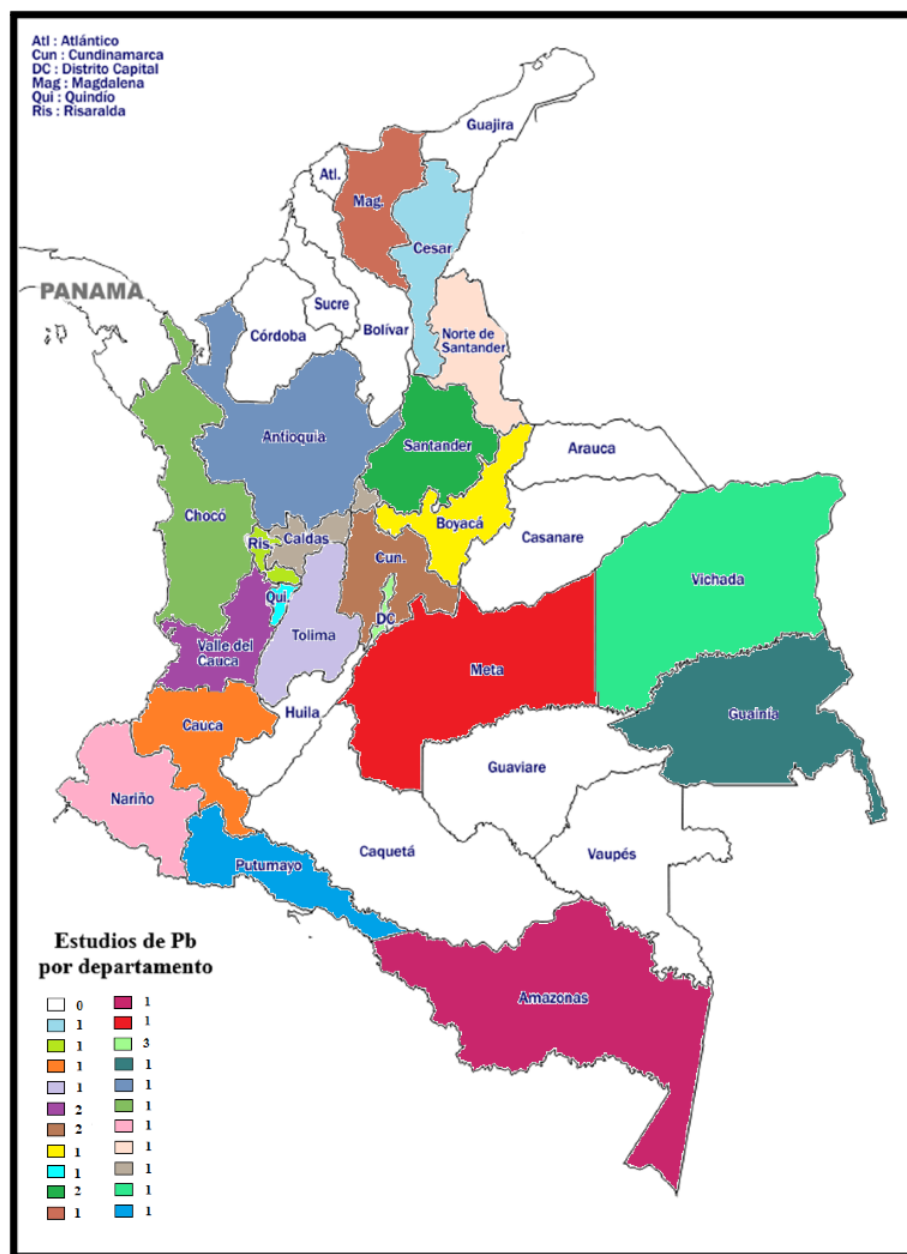 Atl : Atlántico
Cun : Cundinamarca
DC : Distrito Capital
Mag : Magdalena
Qui : Quindío
Ris : Risaralda
Guajira
Atl.
Mag.
Cesar
PANAMA
Sucre
Córdoba
Bolívar
Norte de
Santander
Antioquia
Santander
Arauca
Chocó
Boyacá
Ris.
Caldas
Cun.
Casanare
Vichada
Qui.
DC
Tolima
Valle del
Cauca
Meta
Huila
Cauca
Guainía
Guaviare
Nariño
Caquetá
Vaupés
Putumayo
Amazonas
Estudios de Pb
por departamento
0 1
1 1
1 3
1 1
1 1
2 1
2 1
1 1
1 1
2 1
1 1